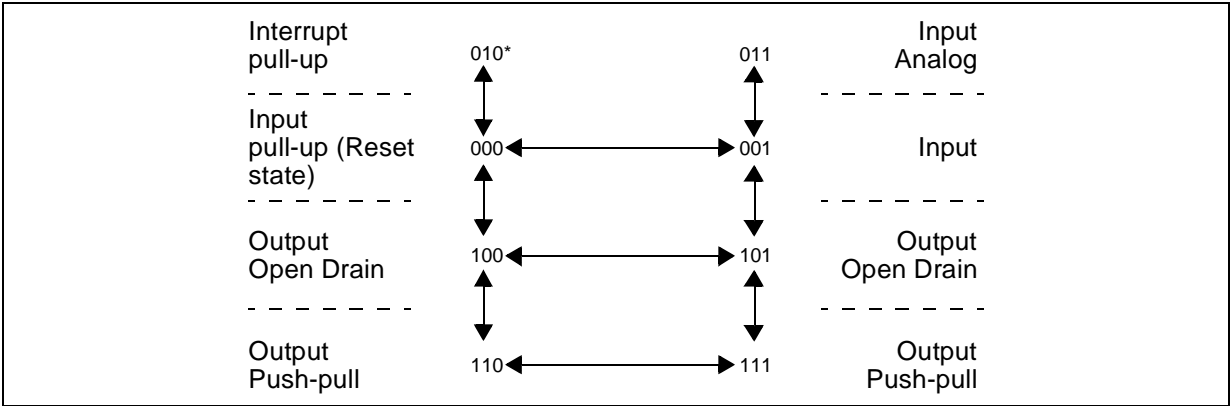 Interrupt
pull-up
010*
011
Input
Analog
Input
pull-up (Reset
state)
000
001
Input
Output
Open Drain
100
101
Output
Open Drain
Output
Push-pull
110
111
Output
Push-pull